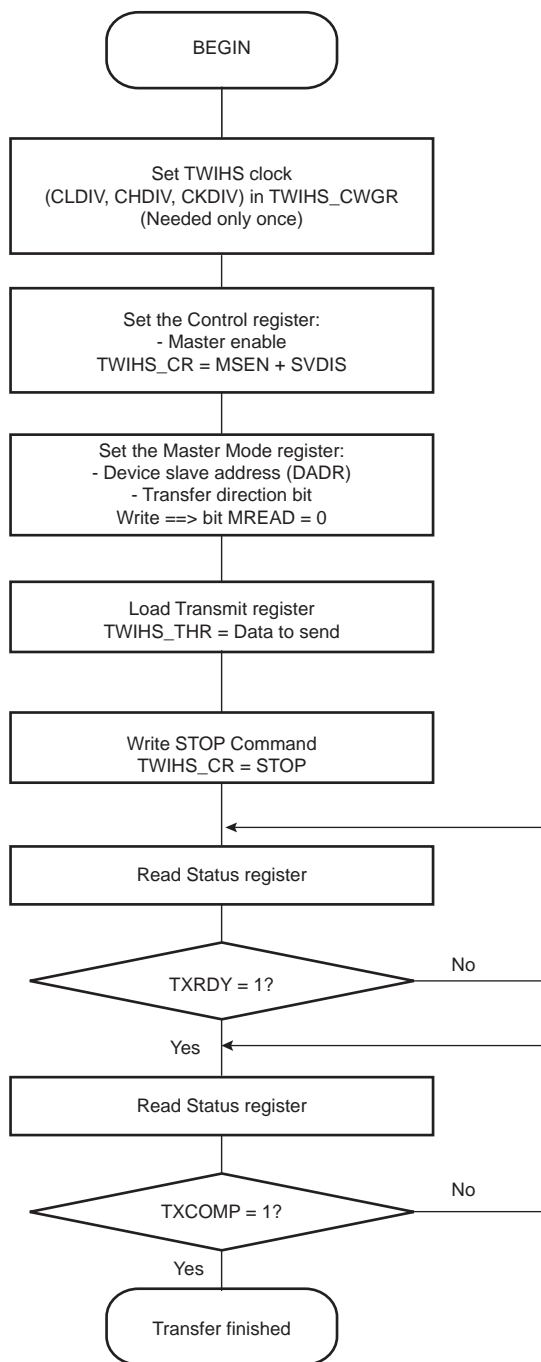 BEGIN
Set TWIHS clock
(CLDIV, CHDIV, CKDIV) in TWIHS_CWGR
(Needed only once)
Set the Control register:
- Master enable
TWIHS_CR = MSEN + SVDIS
Set the Master Mode register:
- Device slave address (DADR)
- Transfer direction bit
Write ==> bit MREAD = 0
Load Transmit register
TWIHS_THR = Data to send
Write STOP Command
TWIHS_CR = STOP
Read Status register
TXRDY = 1?
No
Yes
Read Status register
TXCOMP = 1?
No
Yes
Transfer finished